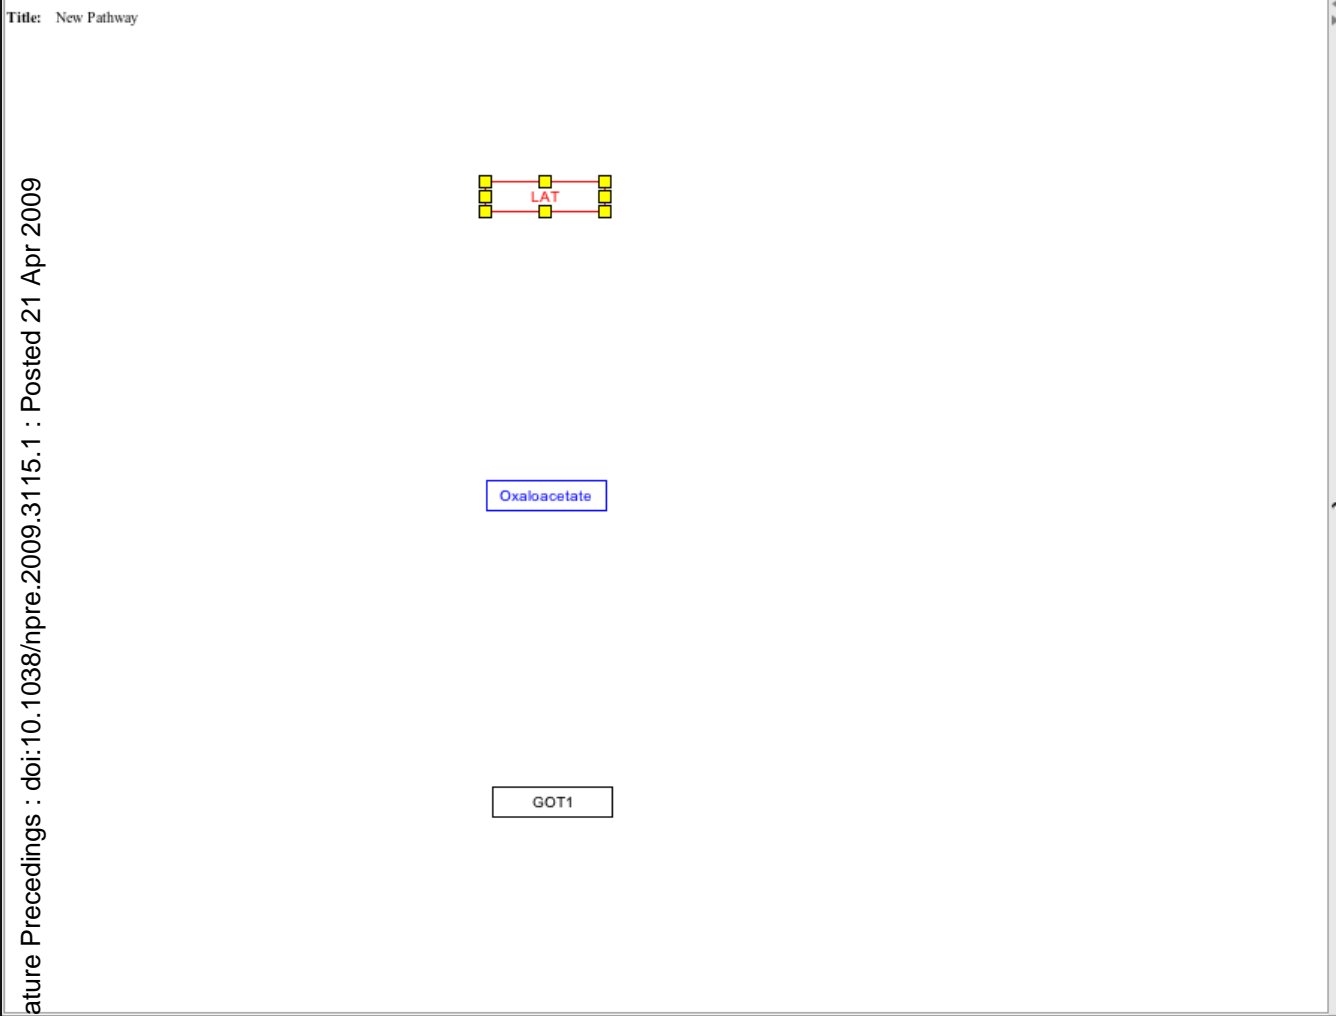 Title: New Pathway
LAT
Oxaloacetate
GOT1
ature Precedings : doi:10.1038/npre.2009.3115.1 : Posted 21 Apr 2009